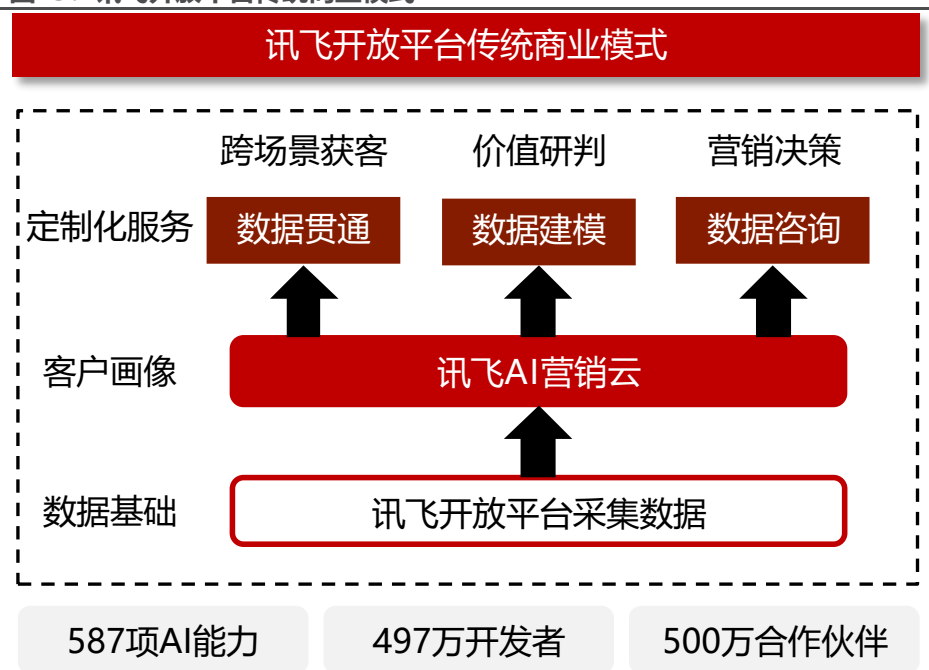 讯飞开放平台传统商业模式
跨场景获客 价值研判 营销决策
定制化服务 数据贯通 数据建模 数据咨询
客户画像 讯飞AI营销云
数据基础 讯飞开放平台采集数据
587项AI能力 497万开发者 500万合作伙伴